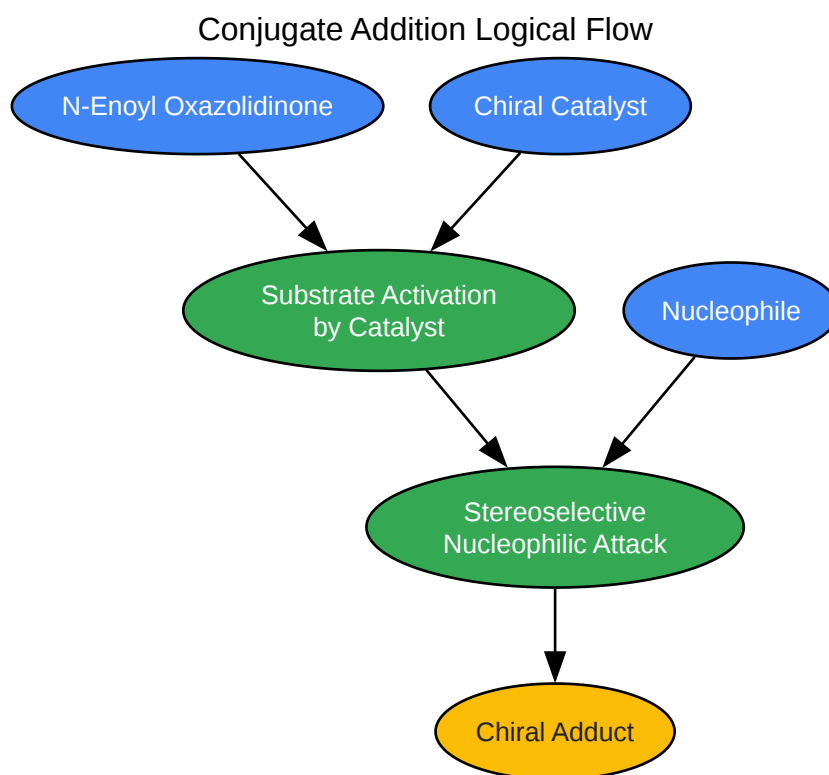 Conjugate Addition Logical Flow
N-Enoyl Oxazolidinone
Chiral Catalyst
Substrate Activation
by Catalyst
Nucleophile
Stereoselective
Nucleophilic Attack
Chiral Adduct